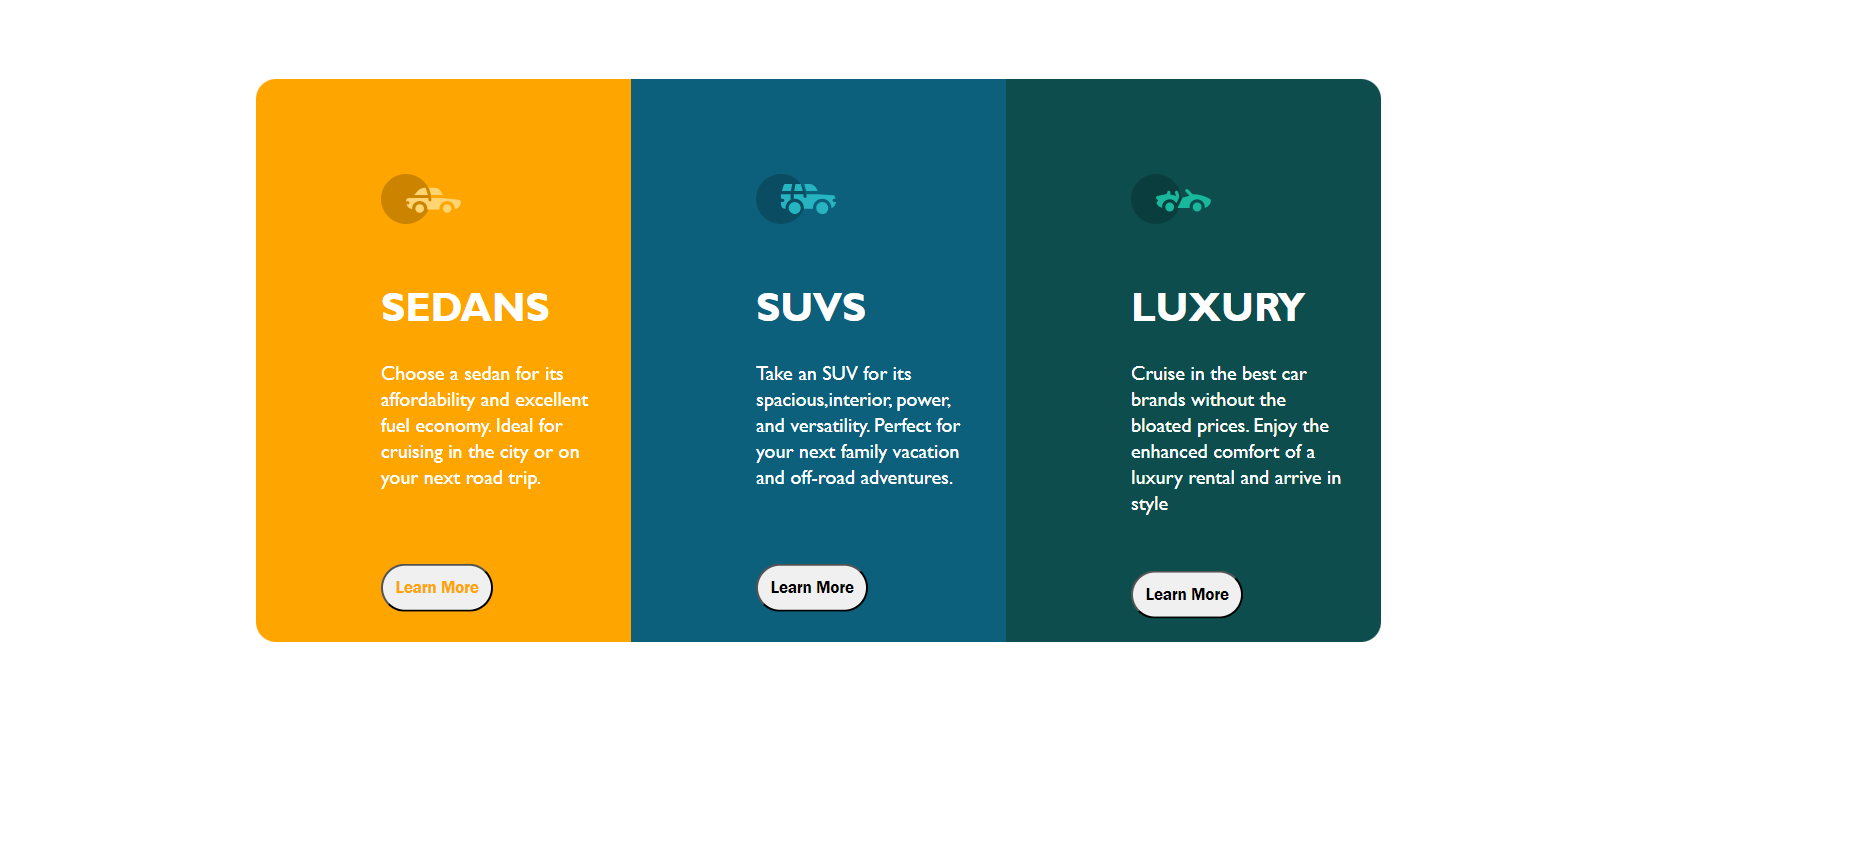 SEDANS
Choose a sedan for its
affordability and excellent
fuel economy. Ideal for
cruising in the city or on
your next road trip.
Learn More
SUVS
Take an SUV for its
spacious,interior, power,
and versatility. Perfect for
your next family vacation
and off-road adventures.
Learn More
LUXURY
Cruise in the best car
brands without the
bloated prices. Enjoy the
enhanced comfort of a
luxury rental and arrive in
style
Learn More